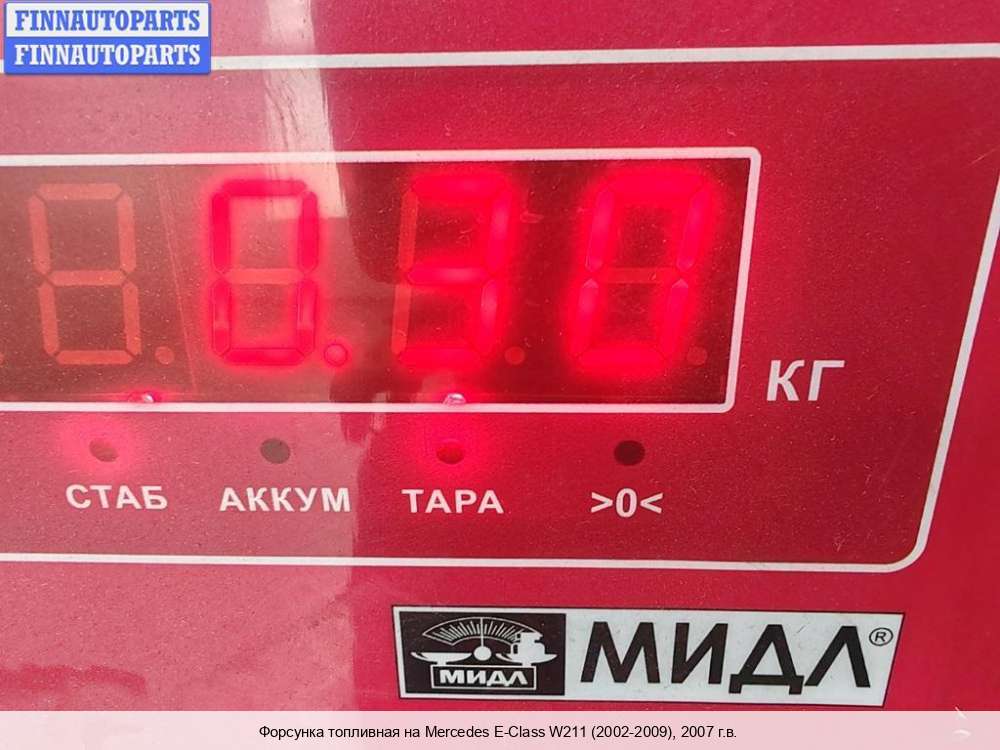 FINNAUTOPARTS
FINNAUTOPARTS
0.30
КГ
СТАБ АККУМ ТАРА >0<
МИДЛ МИДЛ®
Форсунка топливная на Mercedes E-Class W211 (2002-2009), 2007 г.в.